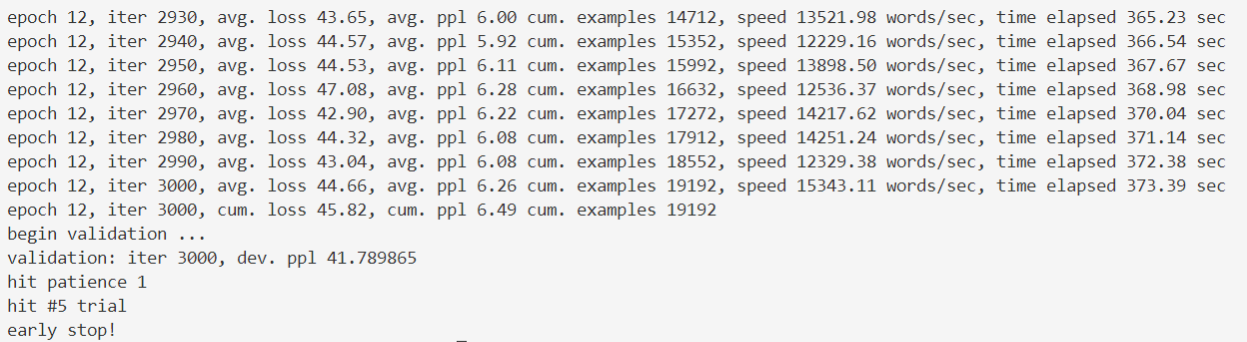 epoch 12, iter 2930, avg. loss 43.65, avg. ppl 6.00 cum. examples 14712, speed 13521.98 words/sec, time elapsed 365.23 sec
epoch 12, iter 2940, avg. loss 44.57, avg. ppl 5.92 cum. examples 15352, speed 12229.16 words/sec, time elapsed 366.54 sec
epoch 12, iter 2950, avg. loss 44.53, avg. ppl 6.11 cum. examples 15992, speed 13898.50 words/sec, time elapsed 367.67 sec
epoch 12, iter 2960, avg. loss 47.08, avg. ppl 6.28 cum. examples 16632, speed 12536.37 words/sec, time elapsed 368.98 sec
epoch 12, iter 2970, avg. loss 42.90, avg. ppl 6.22 cum. examples 17272, speed 14217.62 words/sec, time elapsed 370.04 sec
epoch 12, iter 2980, avg. loss 44.32, avg. ppl 6.08 cum. examples 17912, speed 14251.24 words/sec, time elapsed 371.14 sec
epoch 12, iter 2990, avg. loss 43.04, avg. ppl 6.08 cum. examples 18552, speed 12329.38 words/sec, time elapsed 372.38 sec
epoch 12, iter 3000, avg. loss 44.66, avg. ppl 6.26 cum. examples 19192, speed 15343.11 words/sec, time elapsed 373.39 sec
epoch 12, iter 3000, cum. loss 45.82, cum. ppl 6.49 cum. examples 19192
begin validation ...
validation: iter 3000, dev. ppl 41.789865
hit patience 1
hit #5 trial
early stop!